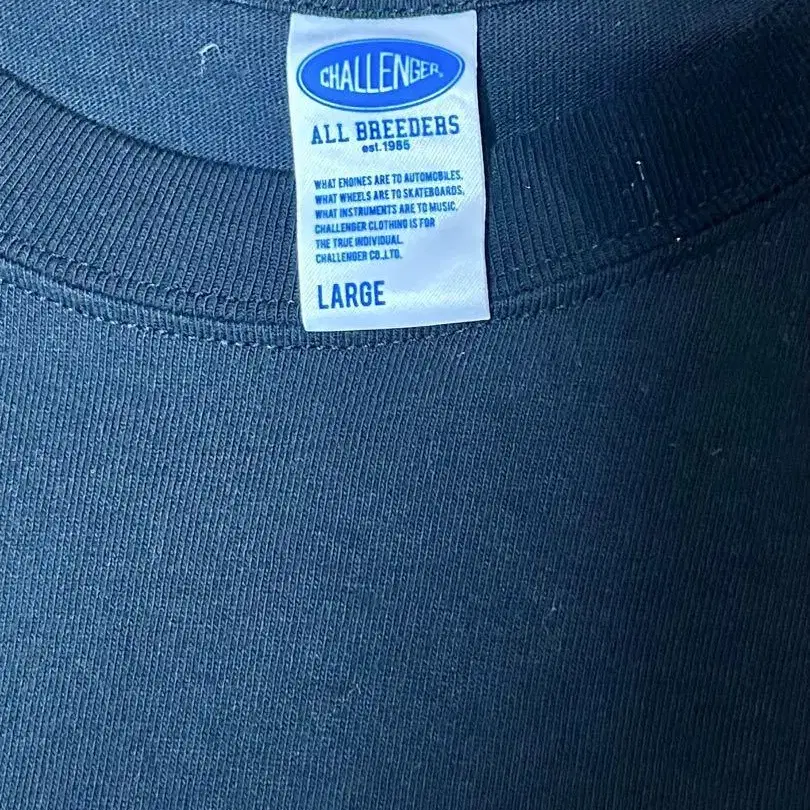 CHALLENGER
ALL BREEDERS
est.1985
WHAT ENGINES ARE TO AUTOMOBILES,
WHAT WHEELS ARE TO SKATEBOARDS,
WHAT INSTRUMENTS ARE TO MUSIC,
CHALLENGER CLOTHING IS FOR
THE TRUE INDIVIDUAL.
CHALLENGER CO.,LTD.
LARGE